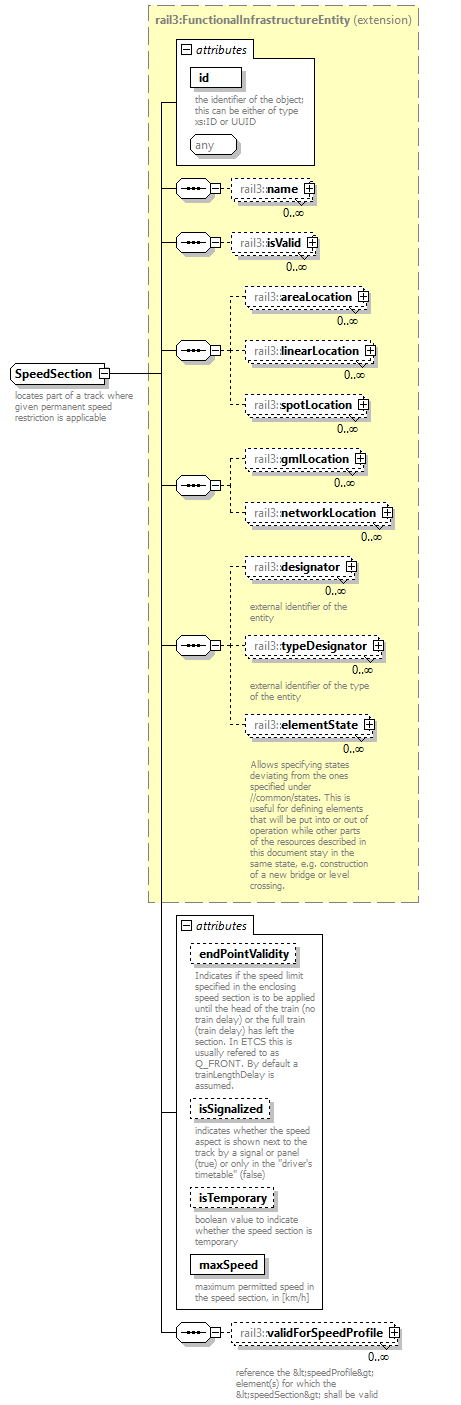 rail3:FunctionalInfrastructureEntity (extension)
attributes
id
the identifier of the object;
this can be either of type
xs:ID or UUID
any
rail3:name
0..∞
rail3:isValid
0..∞
rail3:areaLocation
0..∞
rail3:linearLocation
0..∞
SpeedSection
locates part of a track where
given permanent speed
restriction is applicable
rail3:spotLocation
0..∞
rail3:gmlLocation
0..∞
rail3:networkLocation
0..∞
rail3:designator
0..∞
external identifier of the
entity
rail3:typeDesignator
0..∞
external identifier of the type
of the entity
rail3:elementState
0..∞
Allows specifying states
deviating from the ones
specified under
//common/states. This is
useful for defining elements
that will be put into or out of
operation while other parts
of the resources described in
this document stay in the
same state, e.g. construction
of a new bridge or level
crossing.
attributes
endPointValidity
Indicates if the speed limit
specified in the enclosing
speed section is to be applied
until the head of the train (no
train delay) or the full train
(train delay) has left the
section. In ETCS this is
usually refered to as
Q_FRONT. By default a
trainLengthDelay is
assumed.
isSignalized
indicates whether the speed
aspect is shown next to the
track by a signal or panel
(true) or only in the "driver's
timetable" (false)
isTemporary
boolean value to indicate
whether the speed section is
temporary
maxSpeed
maximum permitted speed in
the speed section, in [km/h]
rail3:validForSpeedProfile
0..∞
reference the &lt;speedProfile&gt;
element(s) for which the
&lt;speedSection&gt; shall be valid